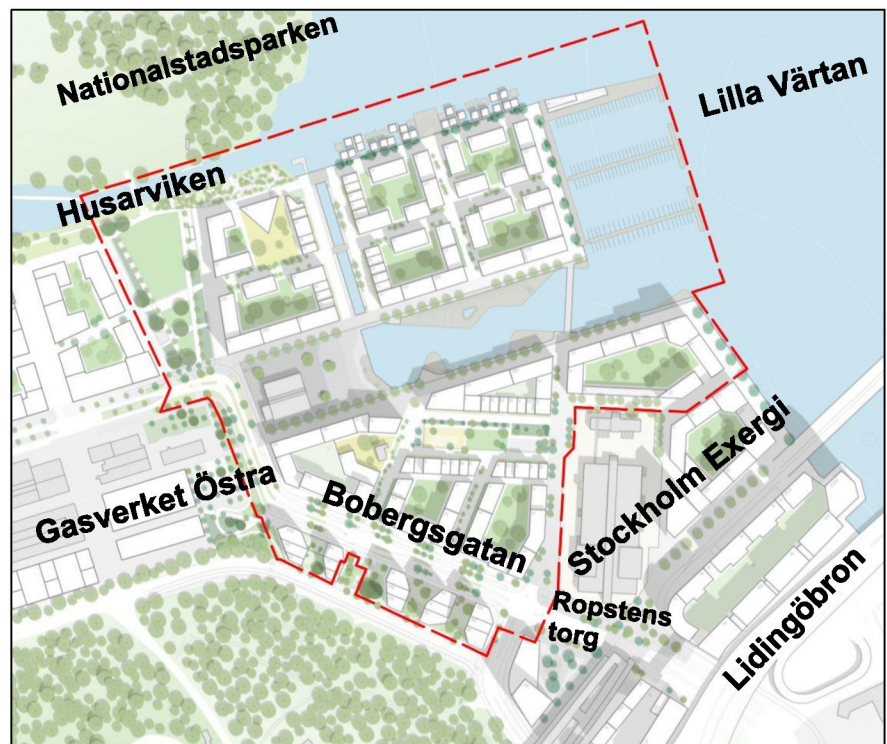 Nationalstadsparken
Lilla Värtan
Husarviken
Gasverket Östra
Bobergsgatan
Stockholm Exergi
Ropstens
torg
Lidingöbron